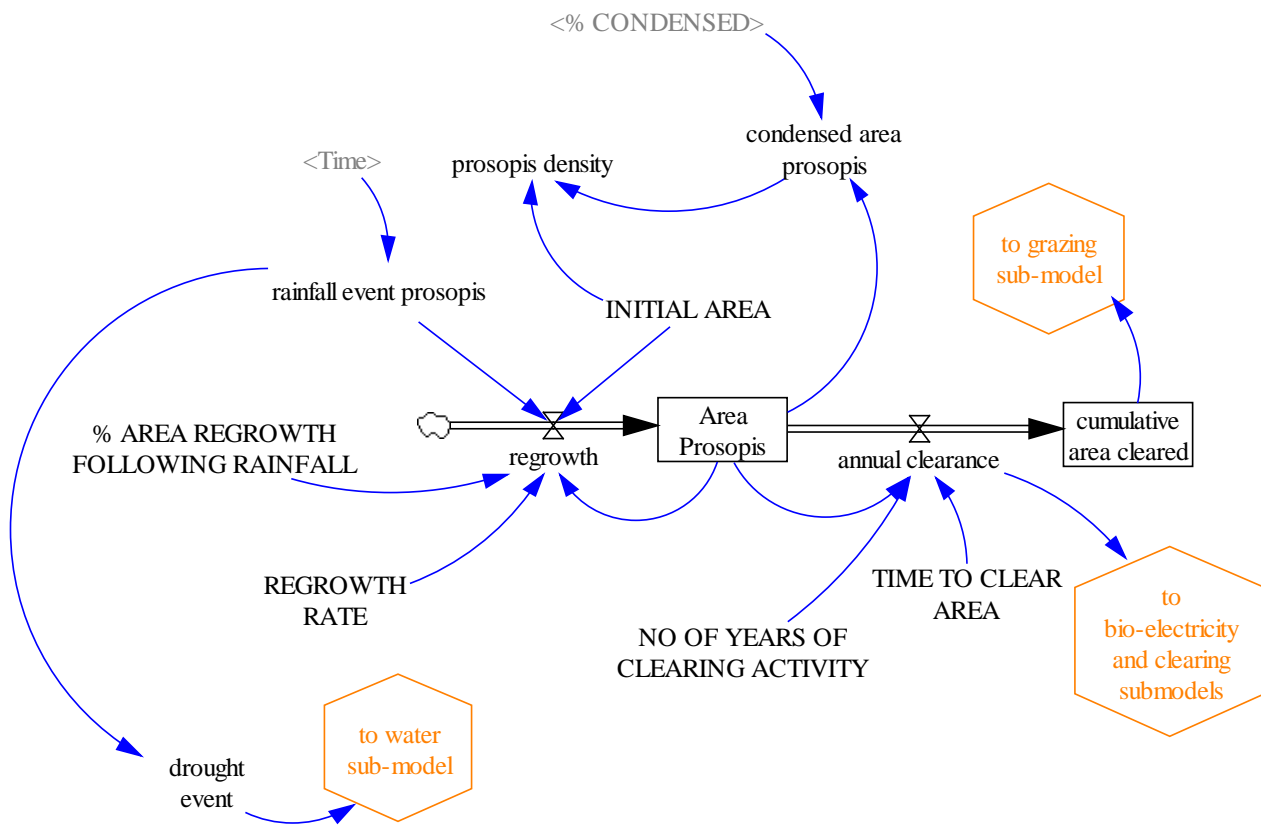 <% CONDENSED>
condensed area
prosopis
<Time>
prosopis density
to grazing
sub-model
rainfall event prosopis
INITIAL AREA
Area
Prosopis
cumulative
area cleared
% AREA REGROWTH
FOLLOWING RAINFALL
regrowth
annual clearance
REGROWTH
RATE
TIME TO CLEAR
AREA
NO OF YEARS OF
CLEARING ACTIVITY
to
bio-electricity
and clearing
submodels
to water
sub-model
drought
event